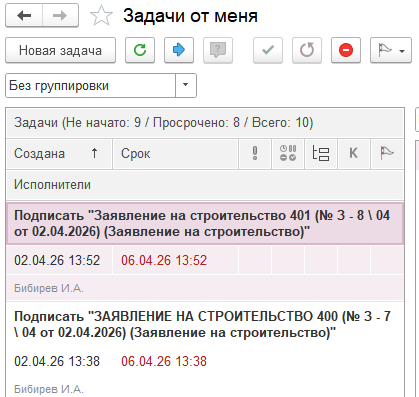 Задачи от меня
Новая задача
Без группировки
Задачи (Не начато: 9 / Просрочено: 8 / Всего: 10)
Создана ↑ Срок К
Исполнители
Подписать "Заявление на строительство 401 (№ З - 8 \ 04
от 02.04.2026) (Заявление на строительство)"
02.04.26 13:52 06.04.26 13:52
Бибирев И.А.
Подписать "ЗАЯВЛЕНИЕ НА СТРОИТЕЛЬСТВО 400 (№ З - 7
\ 04 от 02.04.2026) (Заявление на строительство)"
02.04.26 13:38 06.04.26 13:38
Бибирев И.А.